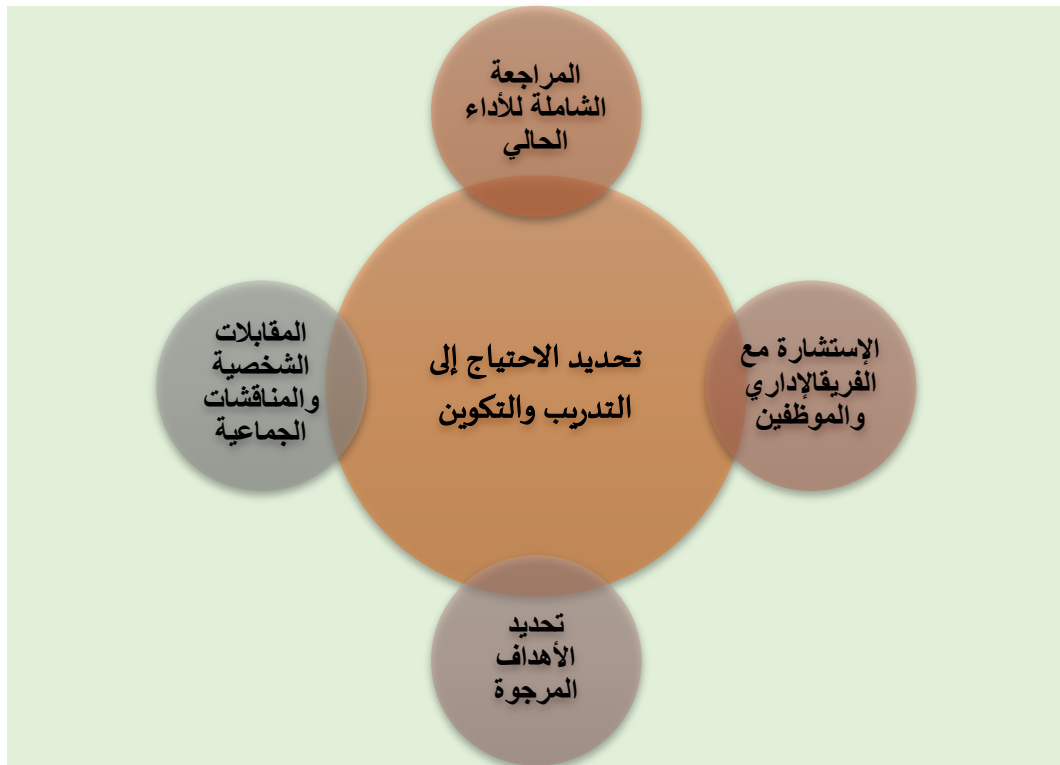 المراجعة
الشاملة للأداء
الحالي
تحديد الاحتياج إلى
التدريب والتكوين
الإستشارة مع
الفريقالإداري
والموظفين
المقابلات
الشخصية
والمناقشات
الجماعية
تحديد
الأهداف
المرجوة